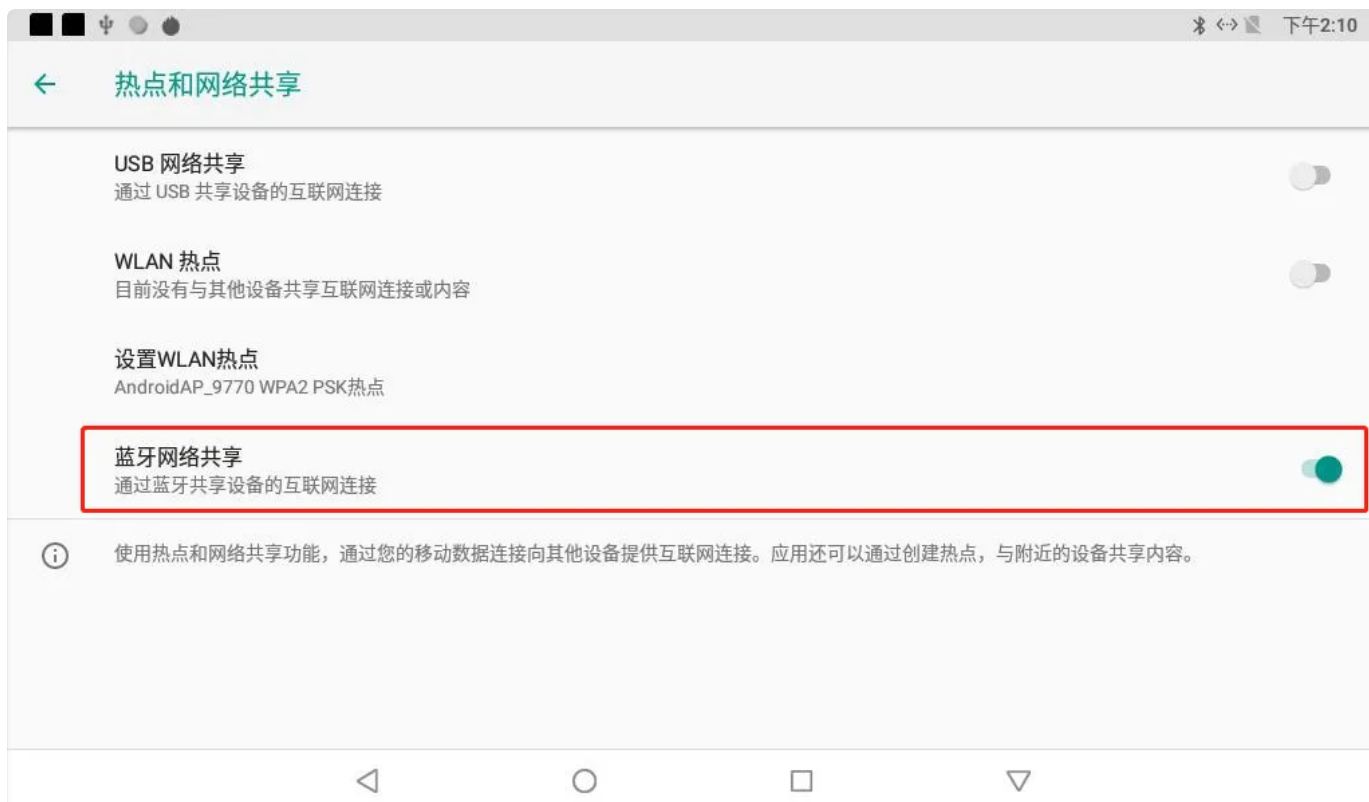 下午2:10
热点和网络共享
USB 网络共享
通过 USB 共享设备的互联网连接
WLAN 热点
目前没有与其他设备共享互联网连接或内容
设置WLAN热点
AndroidAP_9770 WPA2 PSK热点
蓝牙网络共享
通过蓝牙共享设备的互联网连接
使用热点和网络共享功能，通过您的移动数据连接向其他设备提供互联网连接。应用还可以通过创建热点，与附近的设备共享内容。